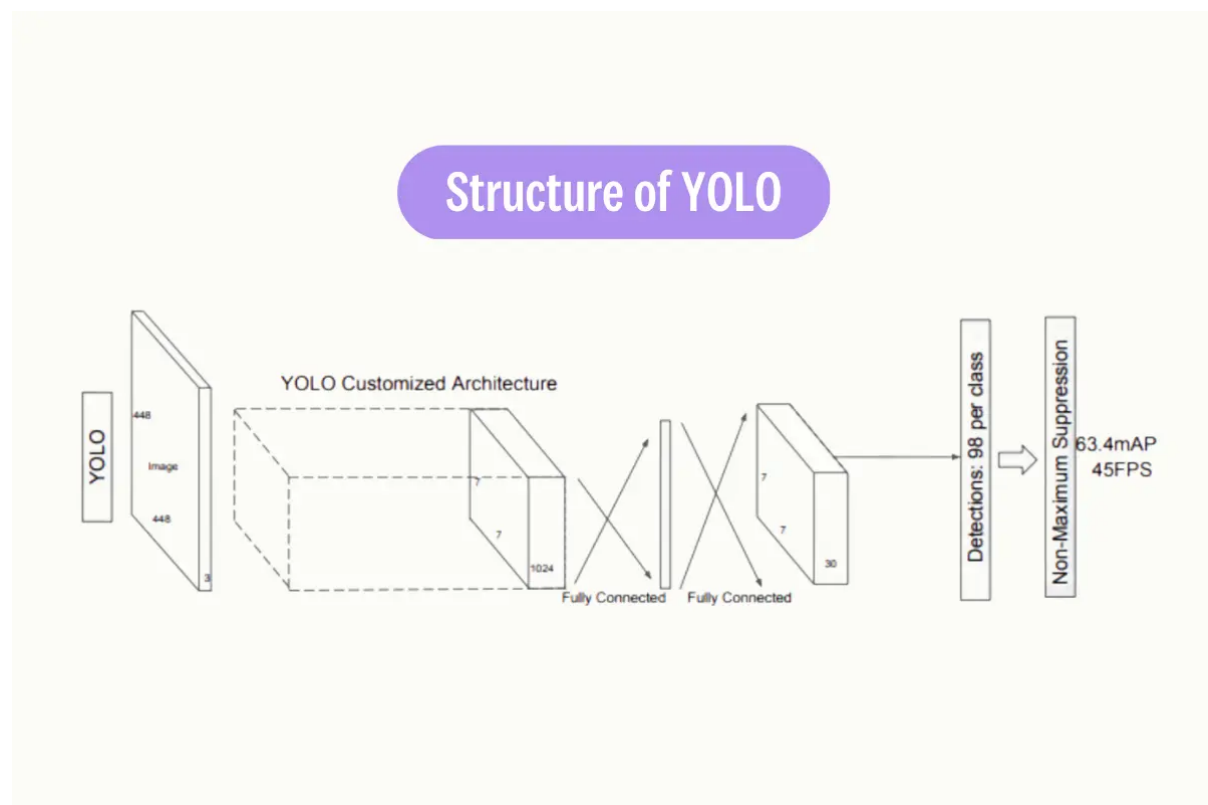 Structure of YOLO
YOLO Customized Architecture
YOLO
448
Image
448
3
7
7
1024
Fully Connected
Fully Connected
7
7
30
Detections: 98 per class
Non-Maximum Suppression
63.4mAP
45FPS